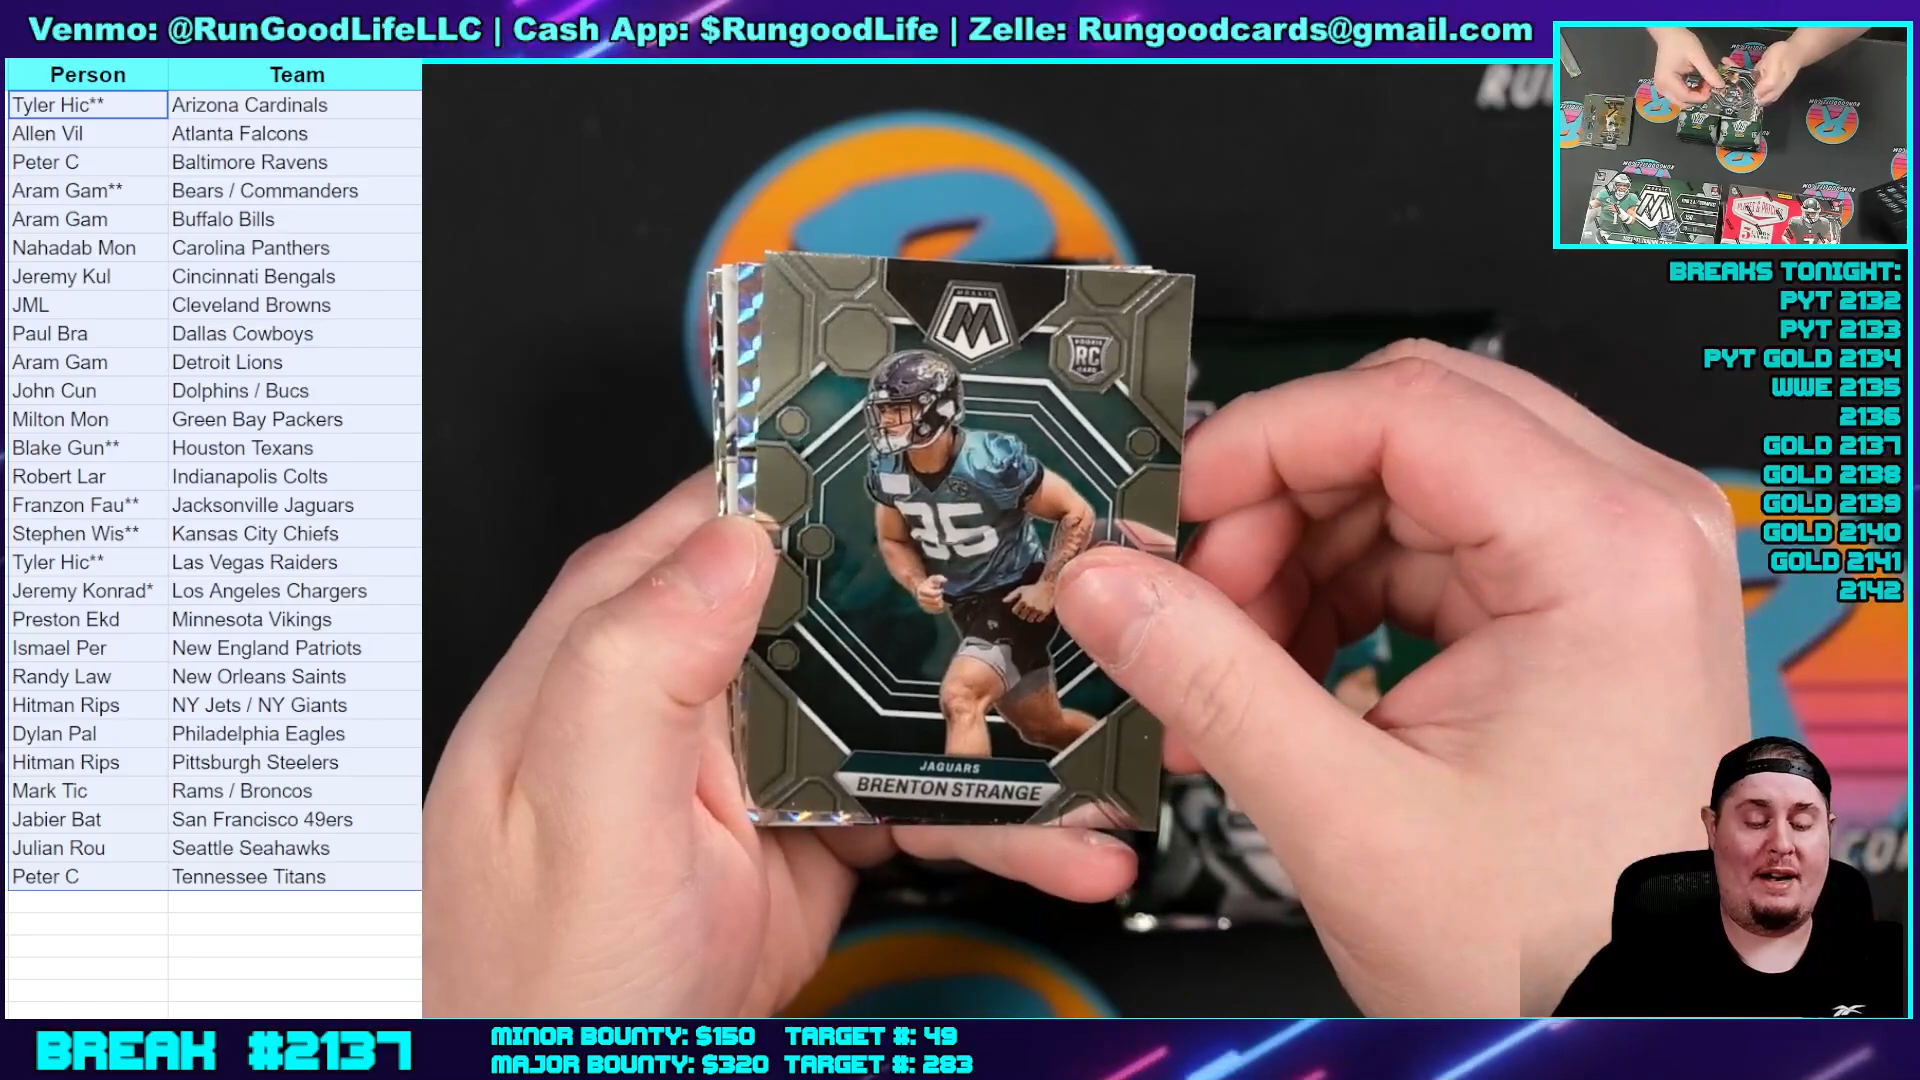 Venmo: @RunGoodLifeLLC | Cash App: $RungoodLife | Zelle: Rungoodcards@gmail.com
Person Team
Tyler Hic** Arizona Cardinals
Allen Vil Atlanta Falcons
Peter C Baltimore Ravens
Aram Gam** Bears / Commanders
Aram Gam Buffalo Bills
Nahadab Mon Carolina Panthers
Jeremy Kul Cincinnati Bengals
JML Cleveland Browns
Paul Bra Dallas Cowboys
Aram Gam Detroit Lions
John Cun Dolphins / Bucs
Milton Mon Green Bay Packers
Blake Gun** Houston Texans
Robert Lar Indianapolis Colts
Franzon Fau** Jacksonville Jaguars
Stephen Wis** Kansas City Chiefs
Tyler Hic** Las Vegas Raiders
Jeremy Konrad* Los Angeles Chargers
Preston Ekd Minnesota Vikings
Ismael Per New England Patriots
Randy Law New Orleans Saints
Hitman Rips NY Jets / NY Giants
Dylan Pal Philadelphia Eagles
Hitman Rips Pittsburgh Steelers
Mark Tic Rams / Broncos
Jabier Bat San Francisco 49ers
Julian Rou Seattle Seahawks
Peter C Tennessee Titans
MOSAIC
M
ROOKIE
RC
CARD
35
JAGUARS
BRENTON STRANGE
BREAKS TONIGHT:
PYT 2132
PYT 2133
PYT GOLD 2134
WWE 2135
2136
GOLD 2137
GOLD 2138
GOLD 2139
GOLD 2140
GOLD 2141
2142
BREAK #2137
MINOR BOUNTY: $150 TARGET #: 49
MAJOR BOUNTY: $320 TARGET #: 283